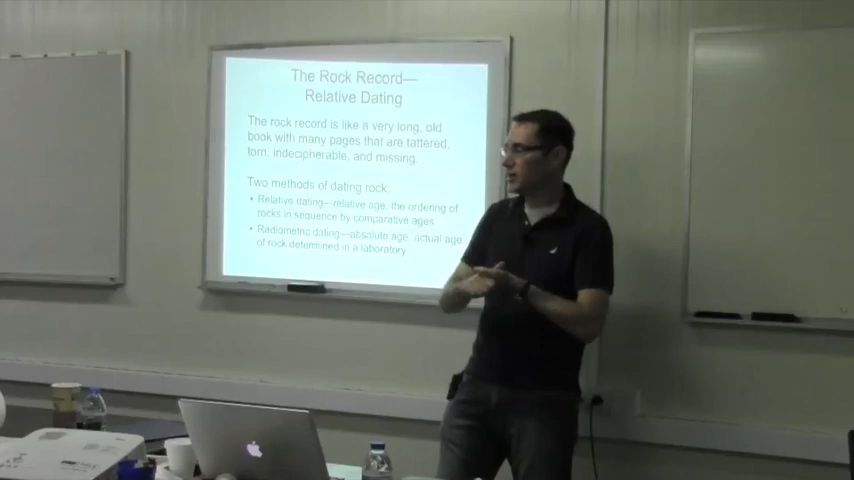 The Rock Record—
Relative Dating
The rock record is like a very long, old
book with many pages that are tattered,
torn, indecipherable, and missing.
Two methods of dating rock:
• Relative dating—relative age, the ordering of
rocks in sequence by comparative ages
• Radiometric dating—absolute age, actual age
of rock determined in a laboratory